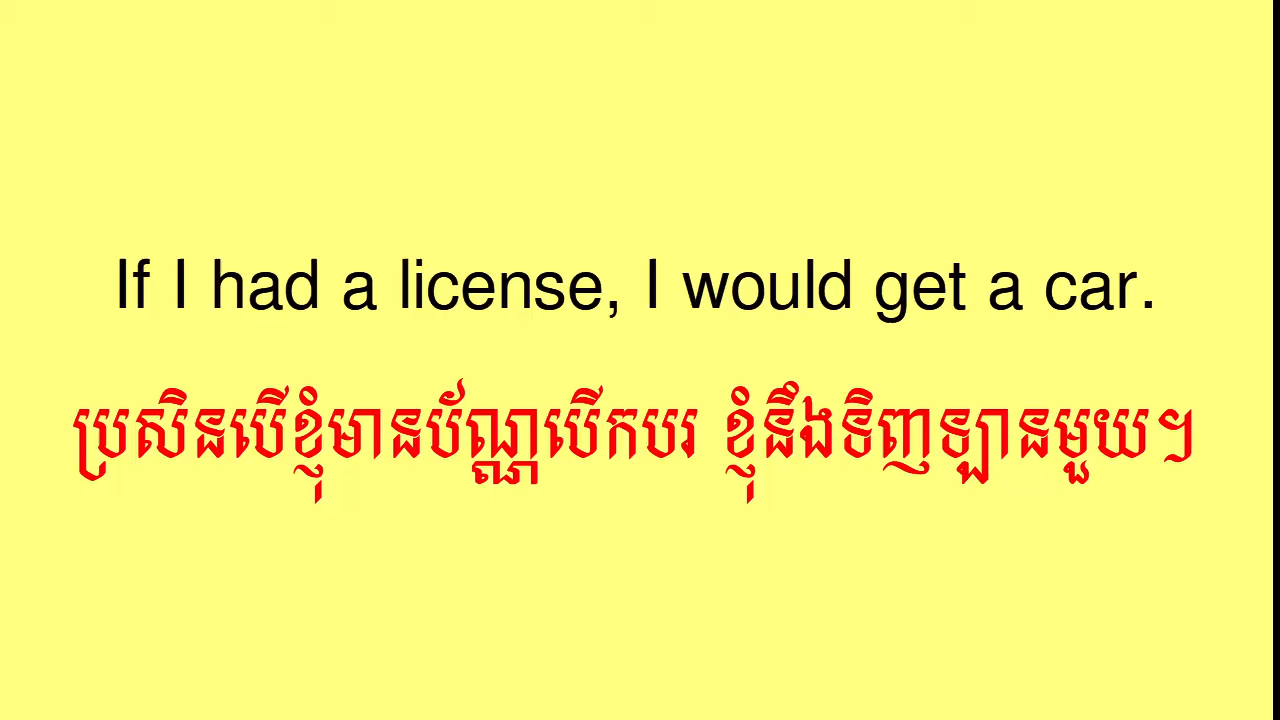 If I had a license, I would get a car.
ប្រសិនបើខ្ញុំមានប័ណ្ណបើកបរ ខ្ញុំនឹងទិញឡានមួយ។